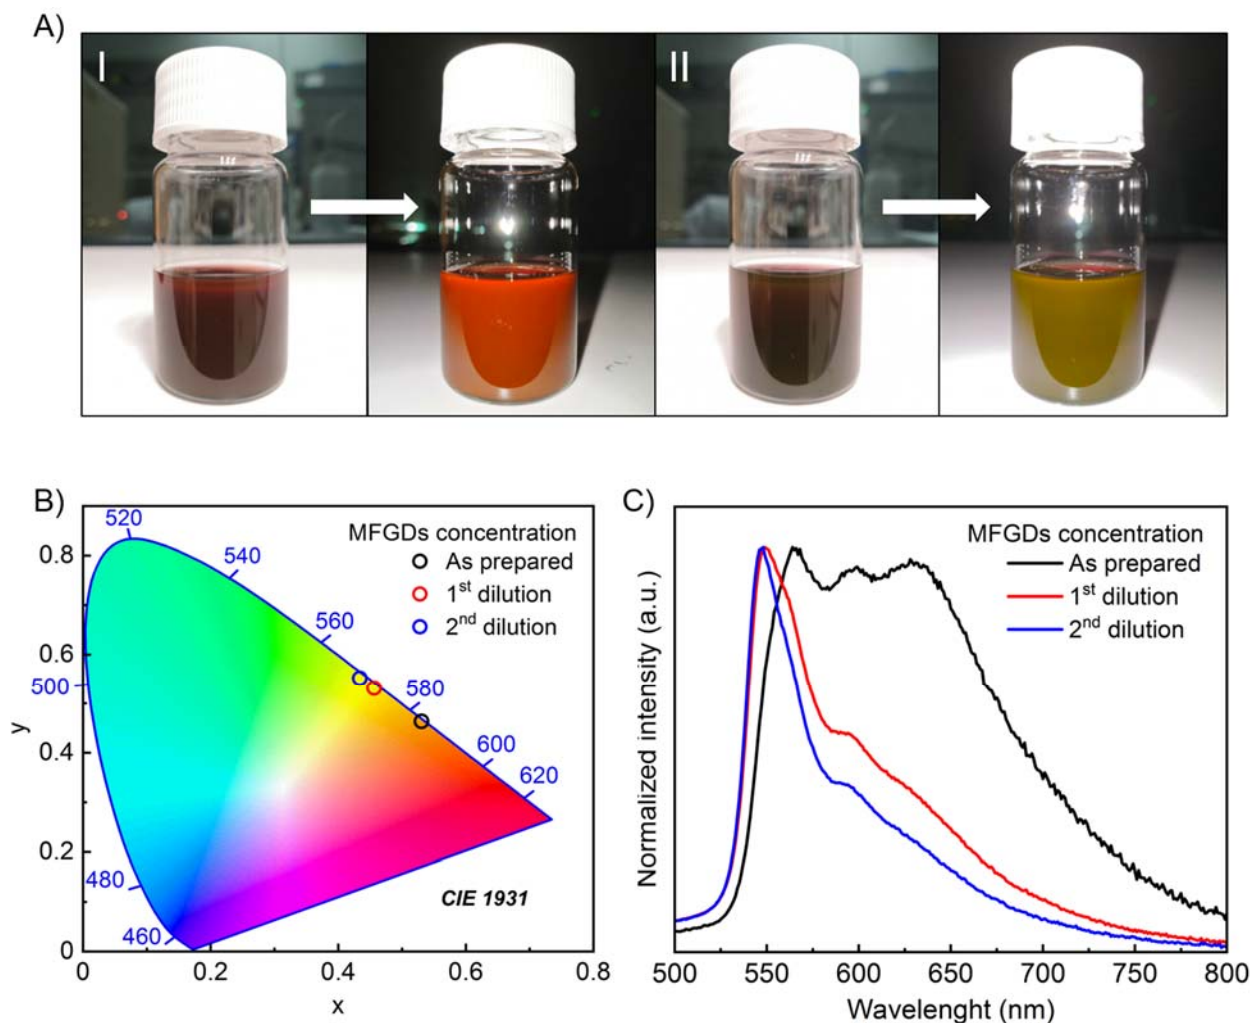 A)
I
II
B)
520
540
560
580
600
620
500
480
460
MFGDs concentration
As prepared
1st dilution
2nd dilution
CIE 1931
0.8
0.6
0.4
0.2
0
y
0
0.2
0.4
0.6
0.8
x
C)
MFGDs concentration
As prepared
1st dilution
2nd dilution
Normalized intensity (a.u.)
500
550
600
650
700
750
800
Wavelenght (nm)